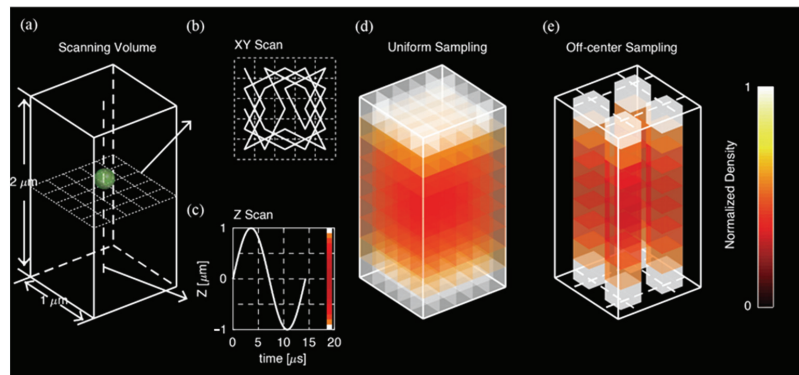 (a)
Scanning Volume
2 μm
1 μm
(b)
XY Scan
(c)
Z Scan
Z [μm]
1
0
-1
0 5 10 15 20
time [μs]
(d)
Uniform Sampling
(e)
Off-center Sampling
1
Normalized Density
0